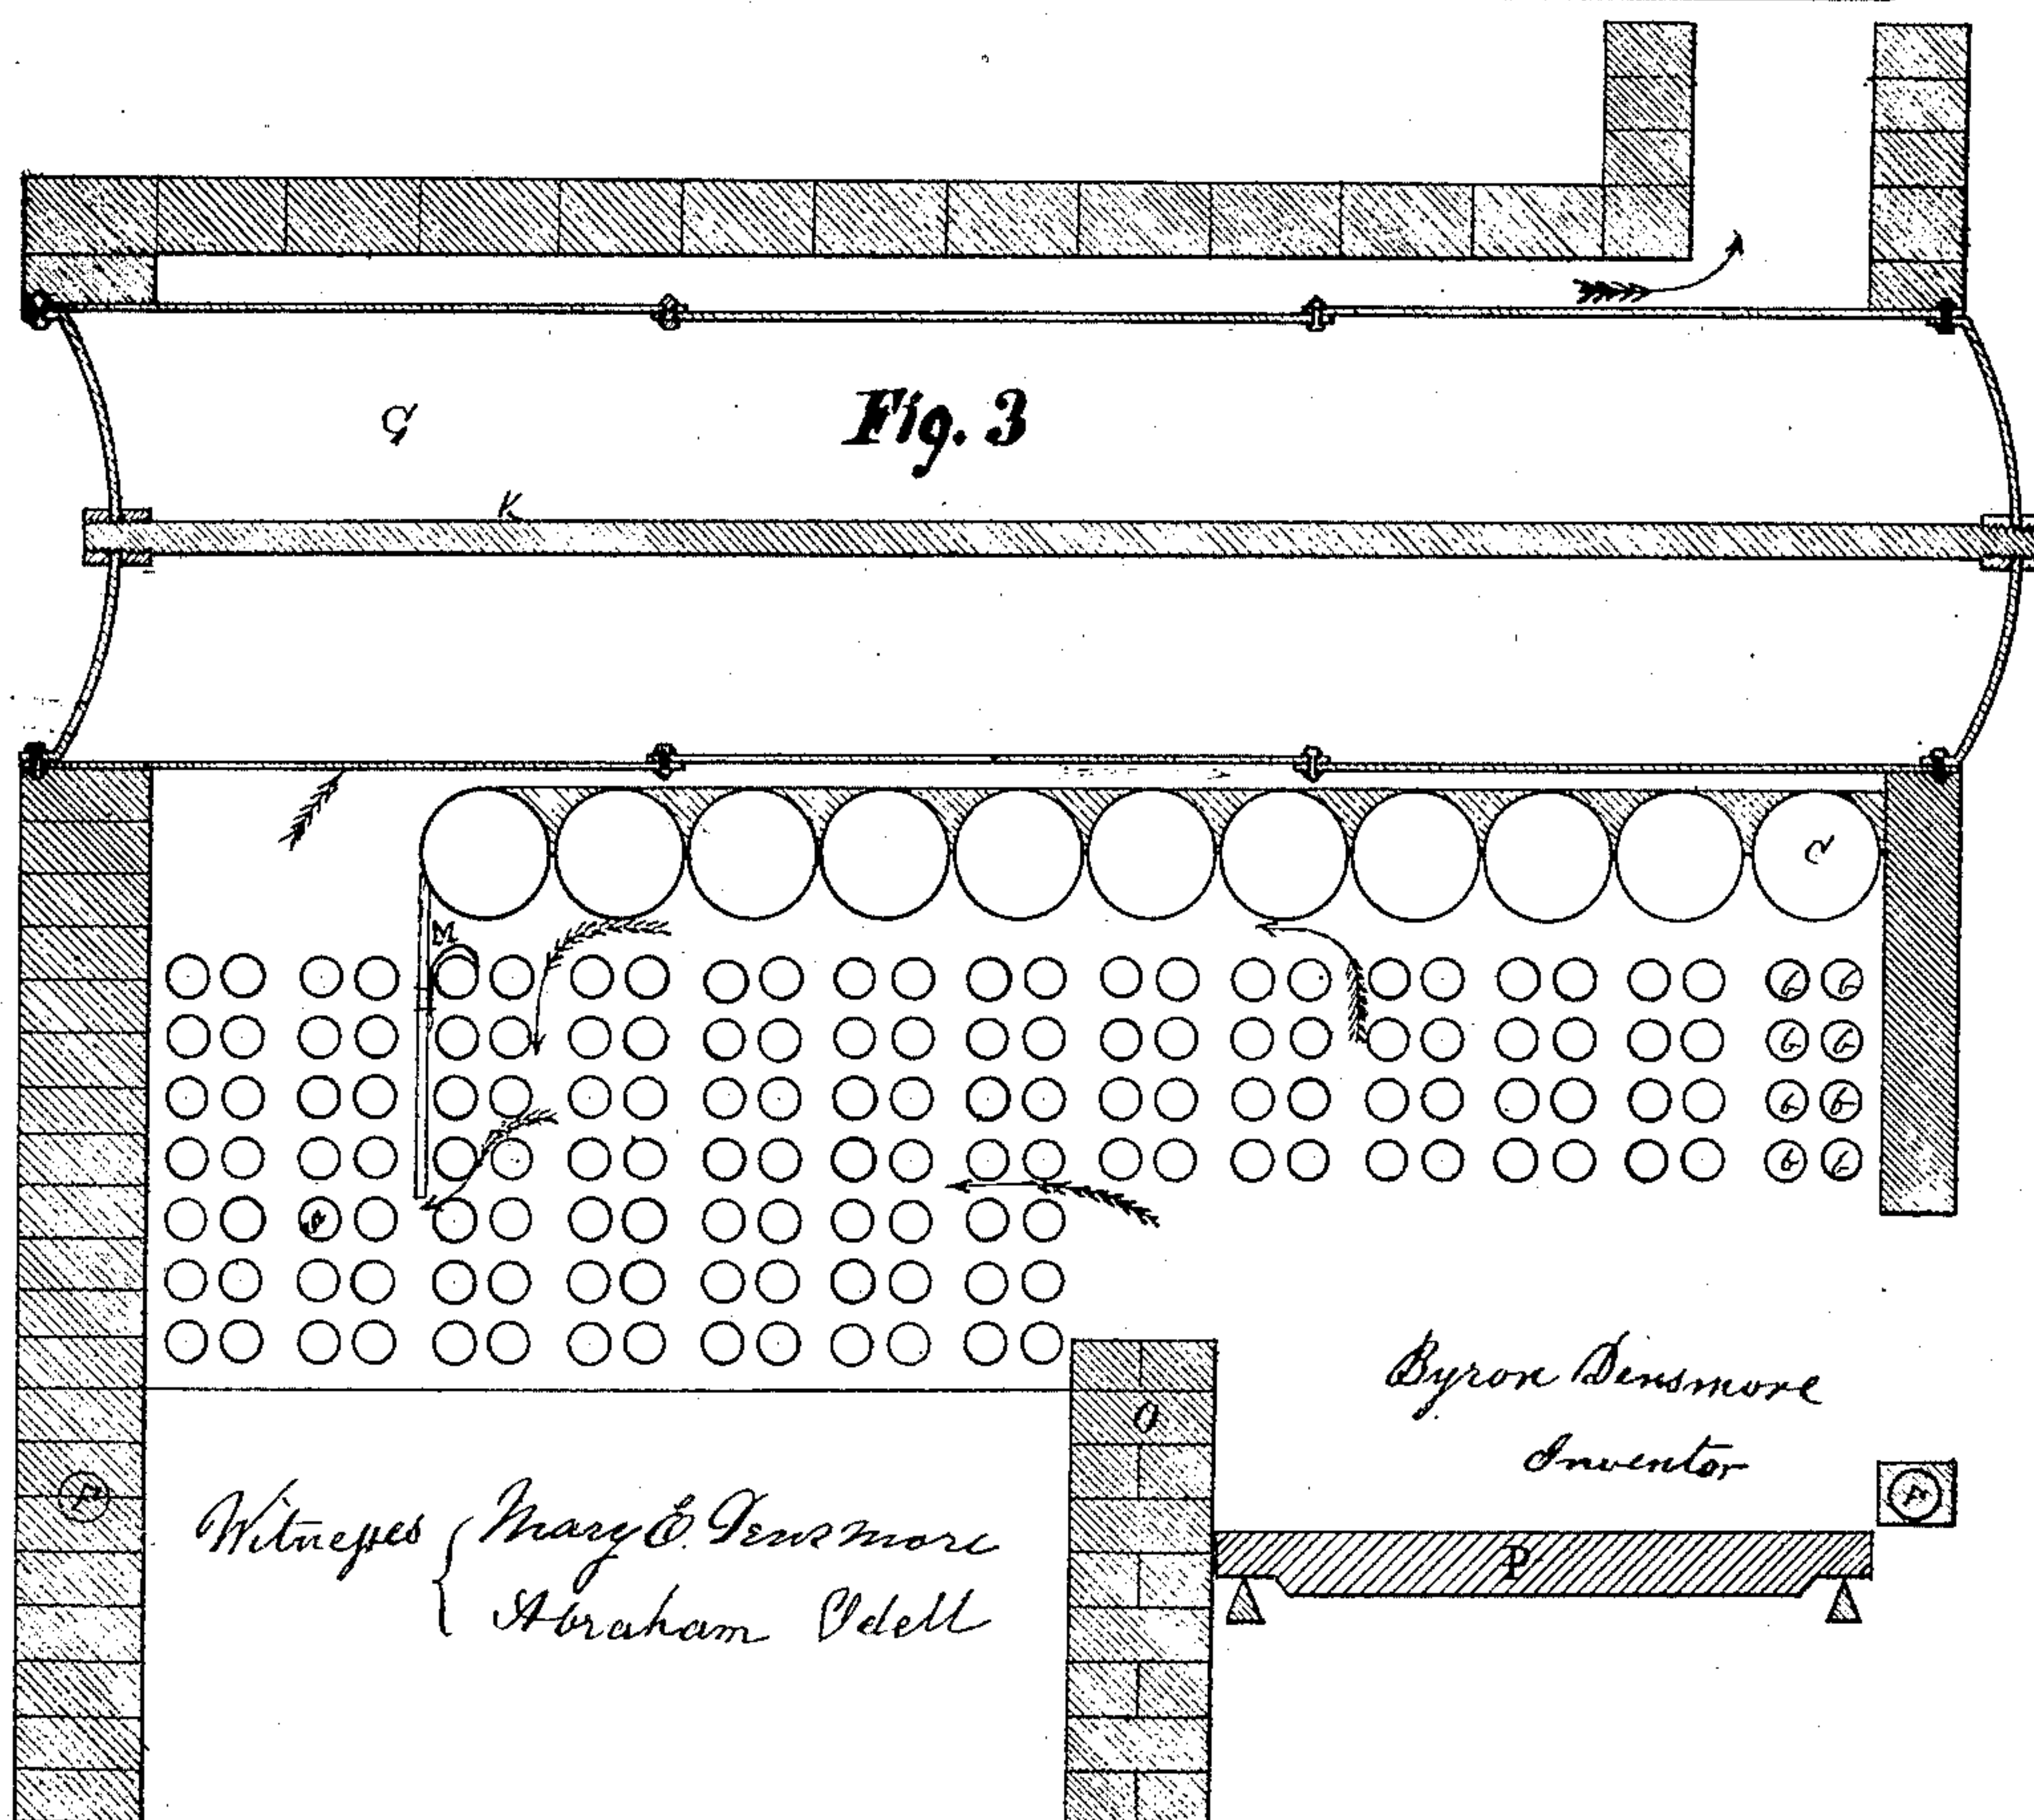 Fig. 3
G
K
C
M
b b
b b
b b
b b
a
O
Byron Densmore
Inventor
Witnesses { Mary E. Densmore
Abraham Odell
P